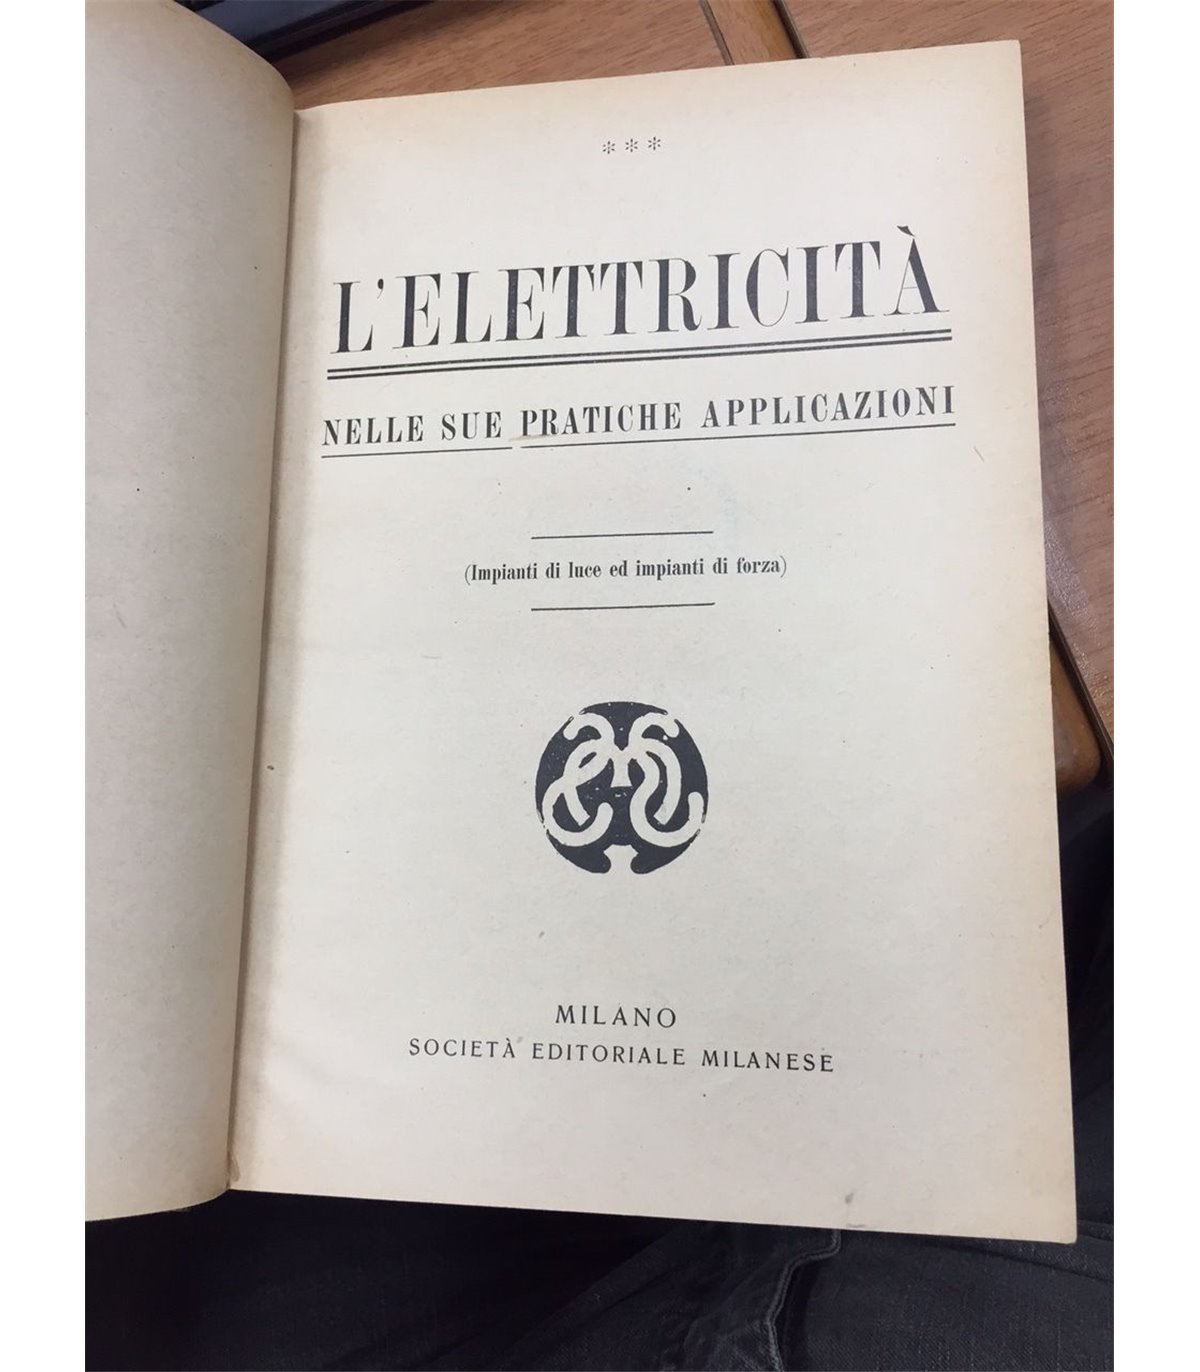 ***
L'ELETTRICITÀ
NELLE SUE PRATICHE APPLICAZIONI
(Impianti di luce ed impianti di forza)
MILANO
SOCIETÀ EDITORIALE MILANESE